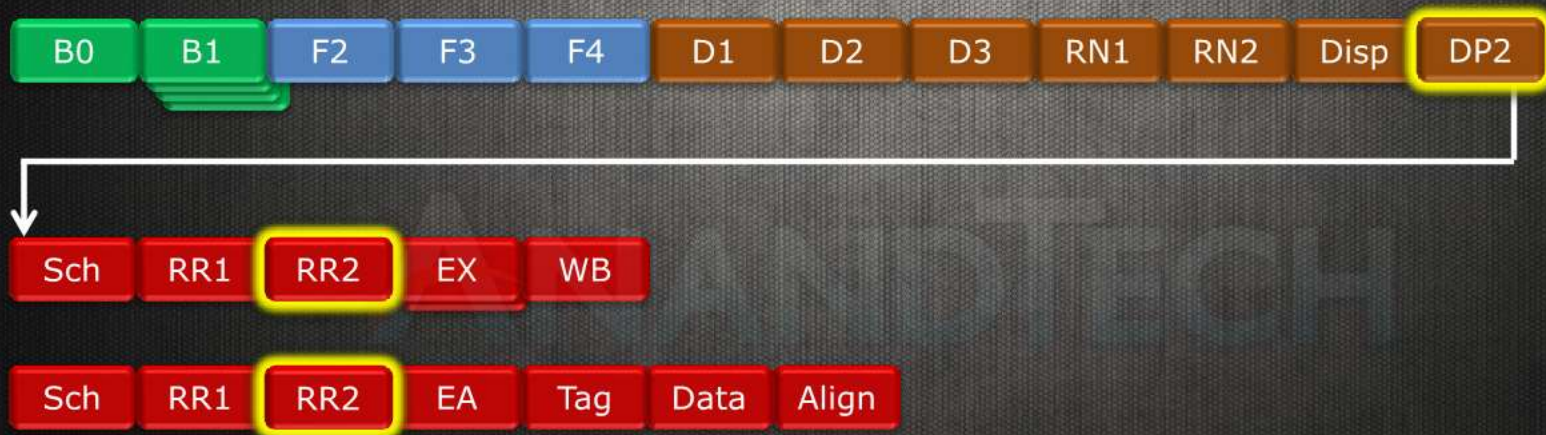 B0 B1 F2 F3 F4 D1 D2 D3 RN1 RN2 Disp DP2
Sch RR1 RR2 EX WB
ANANDTECH
Sch RR1 RR2 EA Tag Data Align